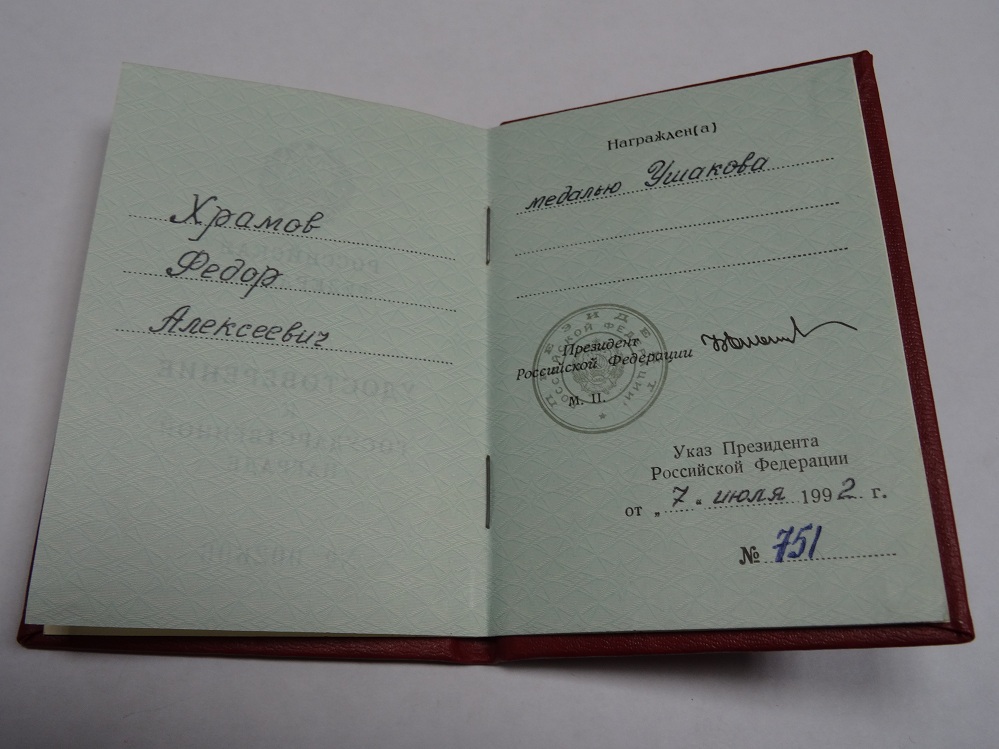 Храмов
Федор
Алексеевич
Награжден(а)
медалью Ушакова
Президент
Российской Федерации
М. П.
Указ Президента
Российской Федерации
от „ 7 “ июля 1992 г.
№ 751